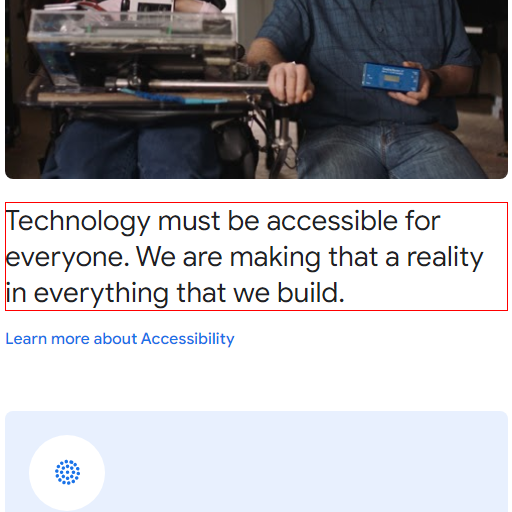 Technology must be accessible for
everyone. We are making that a reality
in everything that we build.
Learn more about Accessibility